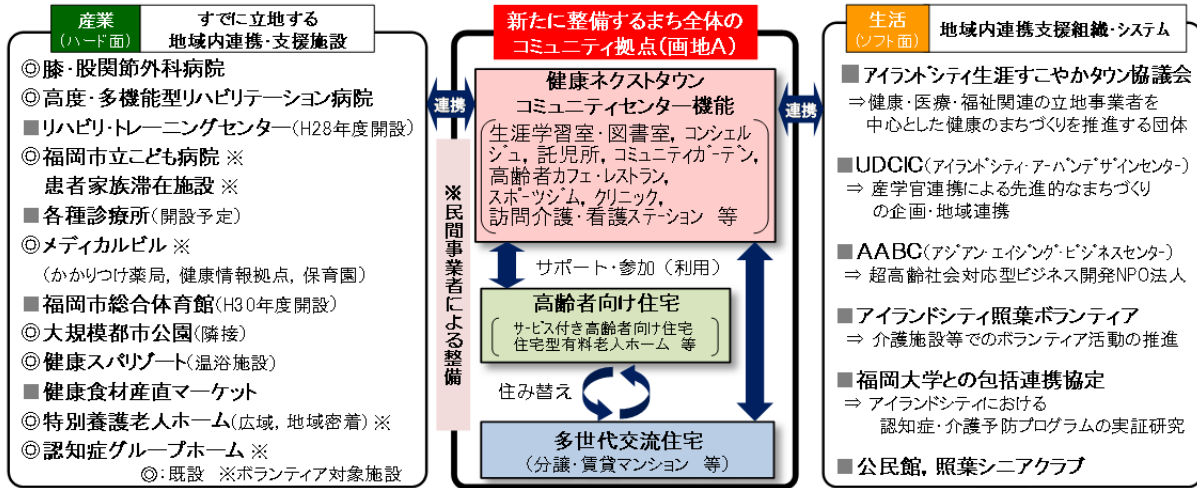 産業
(ハード面)
すでに立地する
地域内連携・支援施設
◎膝・股関節外科病院
◎高度・多機能型リハビリテーション病院
■リハビリ・トレーニングセンター(H28年度開設)
◎福岡市立こども病院 ※
患者家族滞在施設 ※
■各種診療所(開設予定)
◎メディカルビル ※
(かかりつけ薬局, 健康情報拠点, 保育園)
■福岡市総合体育館(H30年度開設)
◎大規模都市公園(隣接)
◎健康スパリゾート(温浴施設)
■健康食材産直マーケット
◎特別養護老人ホーム(広域, 地域密着) ※
◎認知症グループホーム ※
◎:既設 ※ボランティア対象施設
連携
※民間事業者による整備
新たに整備するまち全体の
コミュニティ拠点(画地A)
健康ネクストタウン
コミュニティセンター機能
生涯学習室・図書室, コンシェル
ジュ, 託児所, コミュニティガーデン,
高齢者カフェ・レストラン,
スポーツジム, クリニック,
訪問介護・看護ステーション 等
サポート・参加 (利用)
高齢者向け住宅
サービス付き高齢者向け住宅
住宅型有料老人ホーム 等
住み替え
多世代交流住宅
(分譲・賃貸マンション 等)
連携
生活
(ソフト面)
地域内連携支援組織・システム
■アイランドシティ生涯すこやかタウン協議会
⇒健康・医療・福祉関連の立地事業者を
中心とした健康のまちづくりを推進する団体
■UDCIC(アイランドシティ・アーバンデザインセンター)
⇒ 産学官連携による先進的なまちづくり
の企画・地域連携
■AABC(アジアン・エイジング・ビジネスセンター)
⇒ 超高齢社会対応型ビジネス開発NPO法人
■アイランドシティ照葉ボランティア
⇒ 介護施設等でのボランティア活動の推進
■福岡大学との包括連携協定
⇒ アイランドシティにおける
認知症・介護予防プログラムの実証研究
■公民館, 照葉シニアクラブ